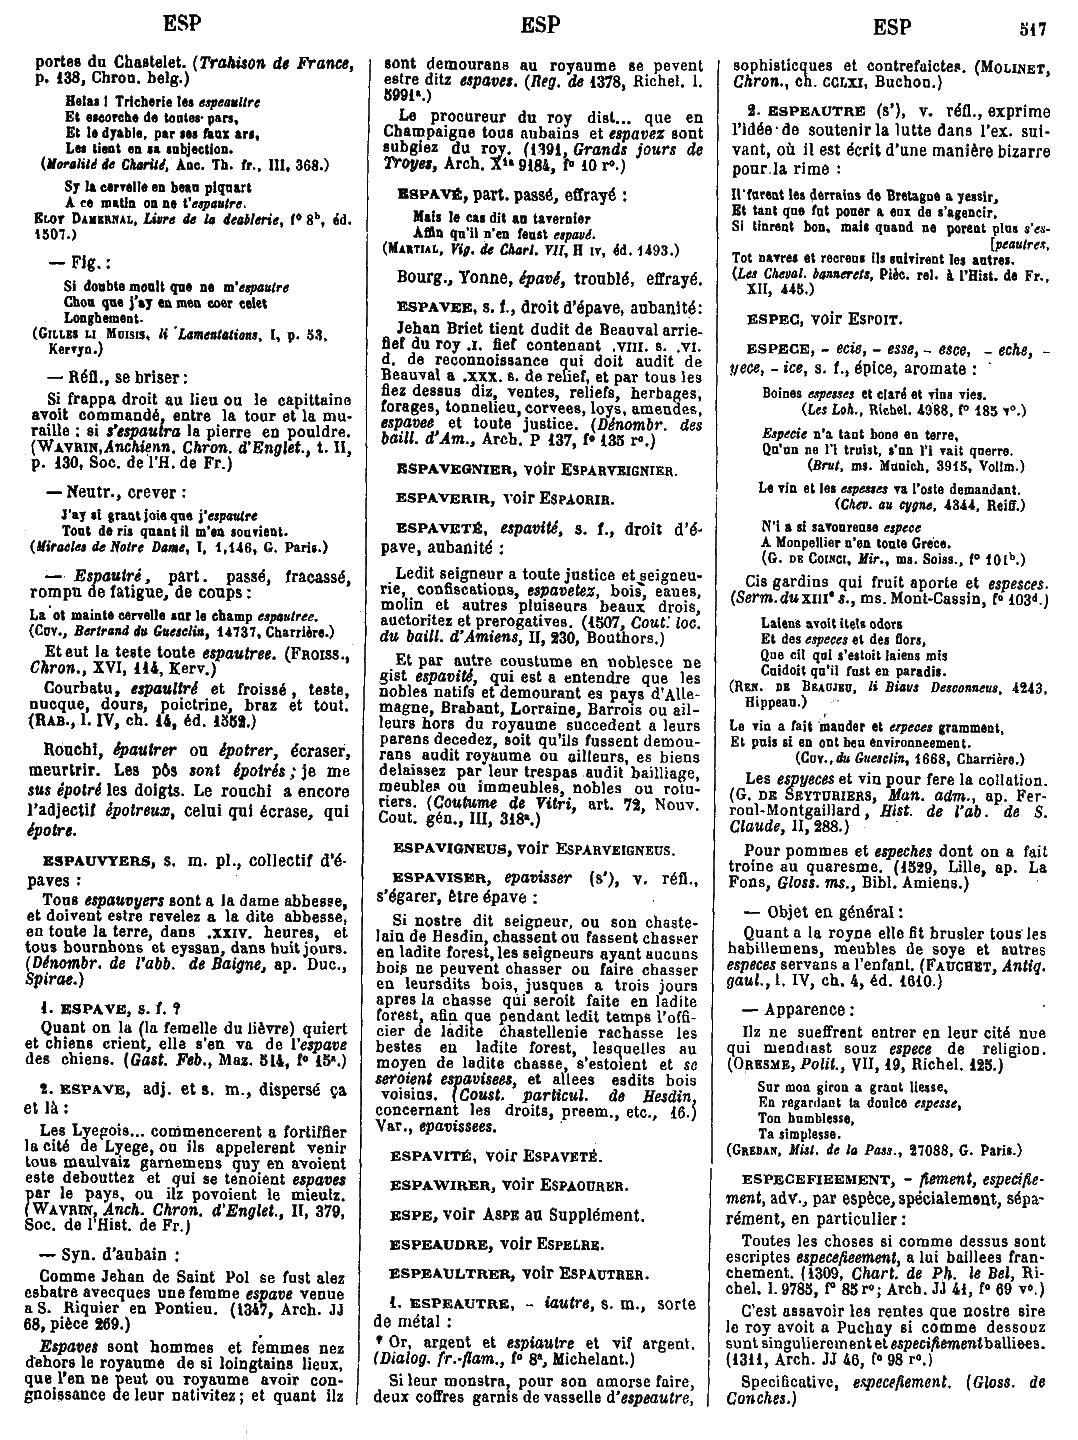 ESP
ESP
ESP
517
portes du Chastelet. (Trahison de France,
p. 138, Chron. belg.)
Helas ! Tricherie les espeaultre
Et escorche de toutes pars,
Et le dyable, par ses faux ars,
Les tient en sa subjection.
(Moralité de Charité, Anc. Th. fr., III, 368.)
Sy la cervelle en beau piquart
A ce matin on ne t'espautre.
ELOY DAMERNAL, Livre de la deablerie, f° 8b, éd.
1507.)
— Fig. :
Si doubte moult que ne m'espautre
Chou que j'ay en men coer celet
Longhement.
(GILLES LI MUISIS, li Lamentations, I, p. 53,
Kervyn.)
— Réfl., se briser :
Si frappa droit au lieu ou le capittaine
avoit commandé, entre la tour et la mu-
raille : si s'espautra la pierre en pouldre.
(WAVRIN, Anchienn. Chron. d'Englet., t. II,
p. 130, Soc. de l'H. de Fr.)
— Neutr., crever :
J'ay si grant joie que j'espautre
Tout de ris quant il m'en souvient.
(Miracles de Notre Dame, I, 1,146, G. Paris.)
— Espautré, part. passé, fracassé,
rompu de fatigue, de coups :
La ot mainte cervelle sur le champ espautree.
(CUV., Bertrand du Guesclin, 14737, Charrière.)
Et eut la teste toute espautree. (FROISS.,
Chron., XVI, 114, Kerv.)
Courbatu, espaultré et froissé, teste,
nucque, dours, poictrine, braz et tout.
(RAB., l. IV, ch. 14, éd. 1552.)
Rouchi, épautrer ou épotrer, écraser,
meurtrir. Les pôs sont épotrés ; je me
sus épotré les doigts. Le rouchi a encore
l'adjectif épotreux, celui qui écrase, qui
épotre.
ESPAUVYERS, s. m. pl., collectif d'é-
paves :
Tous espauvyers sont a la dame abbesse,
et doivent estre revelez a la dite abbesse,
en toute la terre, dans .XXIV. heures, et
tous bournhons et eyssan, dans huit jours.
(Dénombr. de l'abb. de Baigne, ap. Duc.,
Spirae.)
1. ESPAVE, s. f. ?
Quant on la (la femelle du lièvre) quiert
et chiens crient, elle s'en va de l'espave
des chiens. (Gast. Feb., Maz. 514, f° 15a.)
2. ESPAVE, adj. et s. m., dispersé ça
et là :
Les Lyegois... commencerent a fortiffier
la cité de Lyege, ou ils appelerent venir
tous maulvaiz garnemens quy en avoient
este debouttez et qui se tenoient espaves
par le pays, ou ilz povoient le mieulz.
(WAVRIN, Anch. Chron. d'Englet., II, 379,
Soc. de l'Hist. de Fr.)
— Syn. d'aubain :
Comme Jehan de Saint Pol se fust alez
esbatre avecques une femme espave venue
a S. Riquier en Pontieu. (1347, Arch. JJ
68, pièce 269.)
Espaves sont hommes et femmes nez
dehors le royaume de si loingtains lieux,
que l'en ne peut ou royaume avoir con-
gnoissance de leur nativitez ; et quant ilz
sont demourans au royaume se pevent
estre ditz espaves. (Reg. de 1378, Richel. l.
5991a.)
Le procureur du roy dist... que en
Champaigne tous aubains et espavez sont
subgiez du roy. (1391, Grands jours de
Troyes, Arch. X1a 9184, f° 10 r°.)
ESPAVÉ, part. passé, effrayé :
Mais le cas dit au tavernier
Affin qu'il n'en feust espavé.
(MARTIAL, Vig. de Charl. VII, H IV, éd. 1493.)
Bourg., Yonne, épavé, troublé, effrayé.
ESPAVEE, s. f., droit d'épave, aubanité:
Jehan Briet tient dudit de Beauval arrie-
fief du roy .I. fief contenant .VIII. s. .VI.
d. de reconnoissance qui doit audit de
Beauval a .XXX. s. de relief, et par tous les
fiez dessus diz, ventes, reliefs, herbages,
forages, tonnelieu, corvees, loys, amendes,
espavee et toute justice. (Dénombr. des
baill. d'Am., Arch. P 137, f° 135 r°.)
ESPAVEGNIER, voir ESPARVEIGNIER.
ESPAVERIR, voir ESPAORIR.
ESPAVETÉ, espavité, s. f., droit d'é-
pave, aubanité :
Ledit seigneur a toute justice et seigneu-
rie, confiscations, espavetez, bois, eaues,
molin et autres pluiseurs beaux drois,
auctoritez et prerogatives. (1507, Cout. loc.
du baill. d'Amiens, II, 230, Bouthors.)
Et par autre coustume en noblesce ne
gist espavité, qui est a entendre que les
nobles natifs et demourant es pays d'Alle-
magne, Brabant, Lorraine, Barrois ou ail-
leurs hors du royaume succedent a leurs
parens decedez, soit qu'ils fussent demou-
rans audit royaume ou ailleurs, es biens
delaissez par leur trespas audit bailliage,
meubles ou immeubles, nobles ou rotu-
riers. (Coutume de Vitri, art. 72, Nouv.
Cout. gén., III, 318a.)
ESPAVIGNEUS, voir ESPARVEIGNEUS.
ESPAVISER, epavisser (s'), v. réfl.,
s'égarer, être épave :
Si nostre dit seigneur, ou son chaste-
lain de Hesdin, chassent ou fassent chasser
en ladite forest, les seigneurs ayant aucuns
bois ne peuvent chasser ou faire chasser
en leursdits bois, jusques a trois jours
apres la chasse qui seroit faite en ladite
forest, afin que pendant ledit temps l'offi-
cier de ladite chastellenie rachasse les
bestes en ladite forest, lesquelles au
moyen de ladite chasse, s'estoient et se
seroient espavisees, et allees esdits bois
voisins. (Coust. particul. de Hesdin,
concernant les droits, preem., etc., 16.)
Var., epavissees.
ESPAVITÉ, voir ESPAVETÉ.
ESPAWIRER, voir ESPAOURER.
ESPE, voir ASPE au Supplément.
ESPEAUDRE, voir ESPELRE.
ESPEAULTRER, voir ESPAUTRER.
1. ESPEAUTRE, - iautre, s. m., sorte
de métal :
* Or, argent et espiautre et vif argent.
(Dialog. fr.-flam., f° 8a, Michelant.)
Si leur monstra, pour son amorse faire,
deux coffres garnis de vasselle d'espeautre,
sophisticques et contrefaictes. (MOLINET,
Chron., ch. CCLXI, Buchon.)
2. ESPEAUTRE (s'), v. réfl., exprime
l'idée de soutenir la lutte dans l'ex. sui-
vant, où il est écrit d'une manière bizarre
pour la rime :
Il furent les derrains de Bretagne a yessir,
Et tant que fut pouer a eux de s'agencir,
Si tinrent bon, mais quand ne porent plus s'es-
[peautres,
Tot navres et recreus ils suivirent les autres.
(Les Cheval. bannerets, Pièc. rel. à l'Hist. de Fr.,
XII, 445.)
ESPEC, voir ESPOIT.
ESPECE, - ecie, - esse, - esce, - eche, -
yece, - ice, s. f., épice, aromate :
Boines espesses et claré et vins vies.
(Les Loh., Richel. 4988, f° 185 v°.)
Especie n'a tant bone en terre,
Qu'on ne l'i truist, s'on l'i vait querre.
(Brut, ms. Munich, 3915, Vollm.)
Le vin et les espesses va l'oste demandant.
(Chev. au cygne, 4344, Reiff.)
N'i a si savoureuse espece
A Monpellier n'en toute Grece.
(G. DE COINCI, Mir., ms. Soiss., f° 101b.)
Cis gardins qui fruit aporte et espesces.
(Serm. du XIIIe s., ms. Mont-Cassin, f° 103d.)
Laiens avoit itels odors
Et des especes et des flors,
Que cil qui s'estoit laiens mis
Cuidoit qu'il fust en paradis.
(REN. DE BEAUJEU, li Biaus Desconneus, 4243,
Hippeau.)
Le vin a fait mander et especes gramment,
Et puis si en ont beu environneement.
(CUV., du Guesclin, 1668, Charrière.)
Les espyeces et vin pour fere la collation.
(G. DE SEYTURIERS, Man. adm., ap. Fer-
roul-Montgaillard, Hist. de l'ab. de S.
Claude, II, 288.)
Pour pommes et espeches dont on a fait
troine au quaresme. (1529, Lille, ap. La
Fons, Gloss. ms., Bibl. Amiens.)
— Objet en général :
Quant a la royne elle fit brusler tous les
habillemens, meubles de soye et autres
especes servans a l'enfant. (FAUCHET, Antiq.
gaul., l. IV, ch. 4, éd. 1610.)
— Apparence :
Ilz ne sueffrent entrer en leur cité nue
qui mendiast souz espece de religion.
(ORESME, Polit., VII, 19, Richel. 125.)
Sur mon giron a grant liesse,
En regardant ta doulce espesse,
Ton humblesse,
Ta simplesse.
(GREBAN, Mist. de la Pass., 27088, G. Paris.)
ESPECEFIEEMENT, - fiement, especifie-
ment, adv., par espèce, spécialement, sépa-
rément, en particulier :
Toutes les choses si comme dessus sont
escriptes especefieement, a lui baillees fran-
chement. (1309, Chart. de Ph. le Bel, Ri-
chel. l. 9785, f° 85 r° ; Arch. JJ 41, f° 69 v°.)
C'est assavoir les rentes que nostre sire
le roy avoit a Puchay si comme dessouz
sunt singulierement et especifiement balliees.
(1311, Arch. JJ 46, f° 98 r°.)
Specificative, especefiement. (Gloss. de
Conches.)